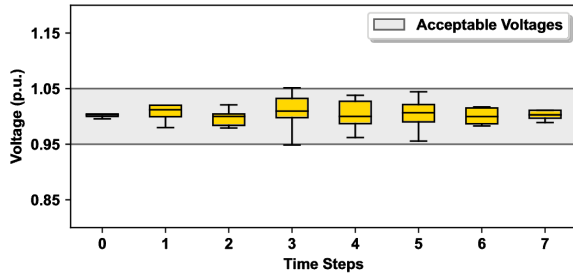 1.15
Acceptable Voltages
1.05
0.95
0.85
Voltage (p.u.)
0 1 2 3 4 5 6 7
Time Steps